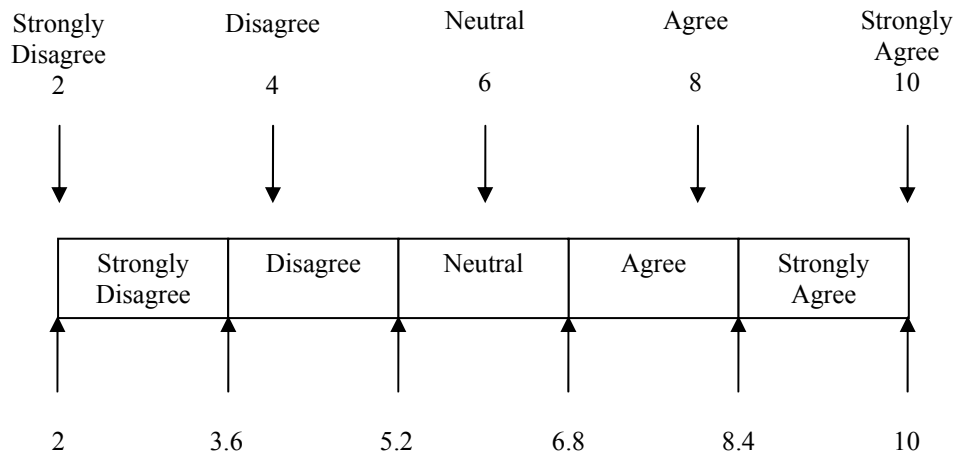 Strongly
Disagree
2
Disagree
4
Neutral
6
Agree
8
Strongly
Agree
10
Strongly
Disagree
Disagree
Neutral
Agree
Strongly
Agree
2 3.6 5.2 6.8 8.4 10